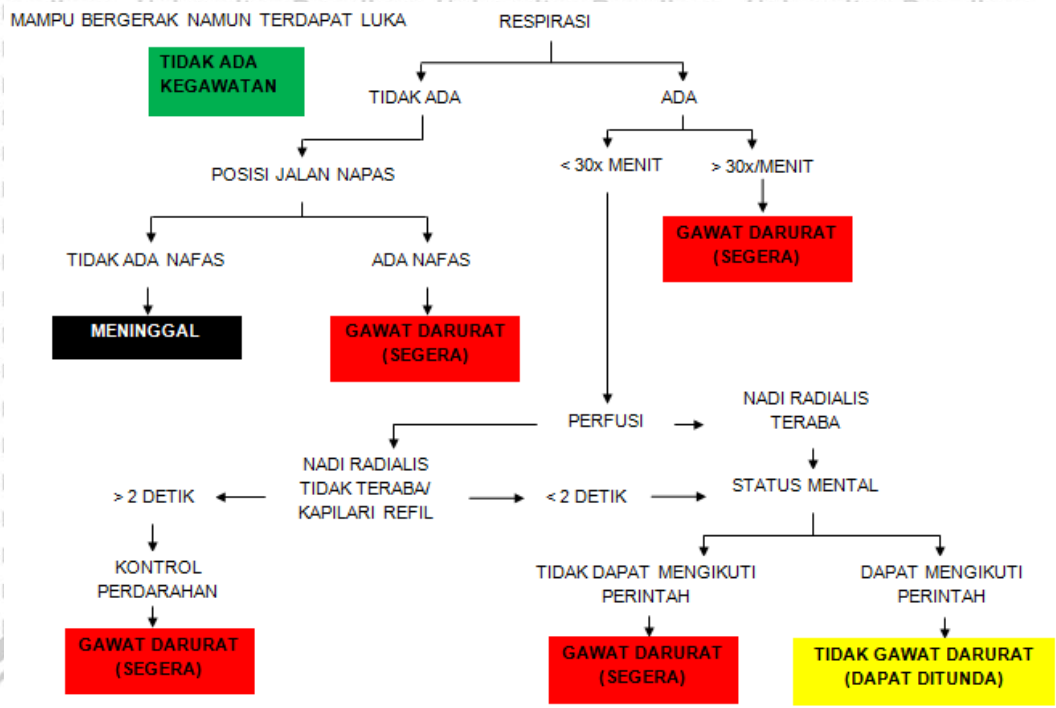 MAMPU BERGERAK NAMUN TERDAPAT LUKA
RESPIRASI
TIDAK ADA
KEGAWATAN
TIDAK ADA
ADA
POSISI JALAN NAPAS
< 30x MENIT
> 30x/MENIT
GAWAT DARURAT
(SEGERA)
TIDAK ADA NAFAS
ADA NAFAS
MENINGGAL
GAWAT DARURAT
(SEGERA)
PERFUSI
NADI RADIALIS
TERABA
NADI RADIALIS
TIDAK TERABA/
KAPILARI REFIL
> 2 DETIK
< 2 DETIK
STATUS MENTAL
KONTROL
PERDARAHAN
TIDAK DAPAT MENGIKUTI
PERINTAH
DAPAT MENGIKUTI
PERINTAH
GAWAT DARURAT
(SEGERA)
GAWAT DARURAT
(SEGERA)
TIDAK GAWAT DARURAT
(DAPAT DITUNDA)